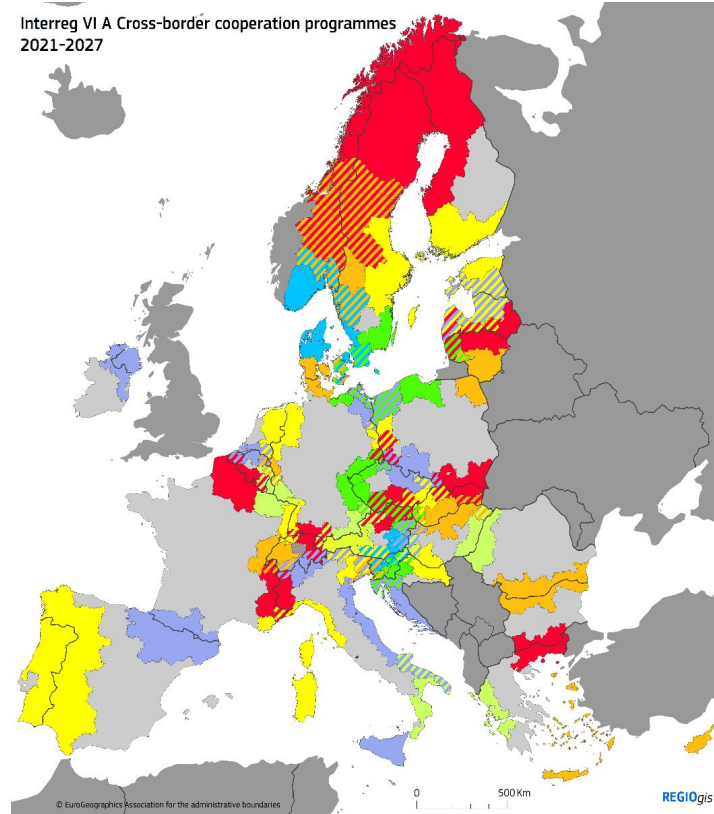 Interreg VI A Cross-border cooperation programmes
2021-2027
0 500 Km
© EuroGeographics Association for the administrative boundaries
REGIOgis